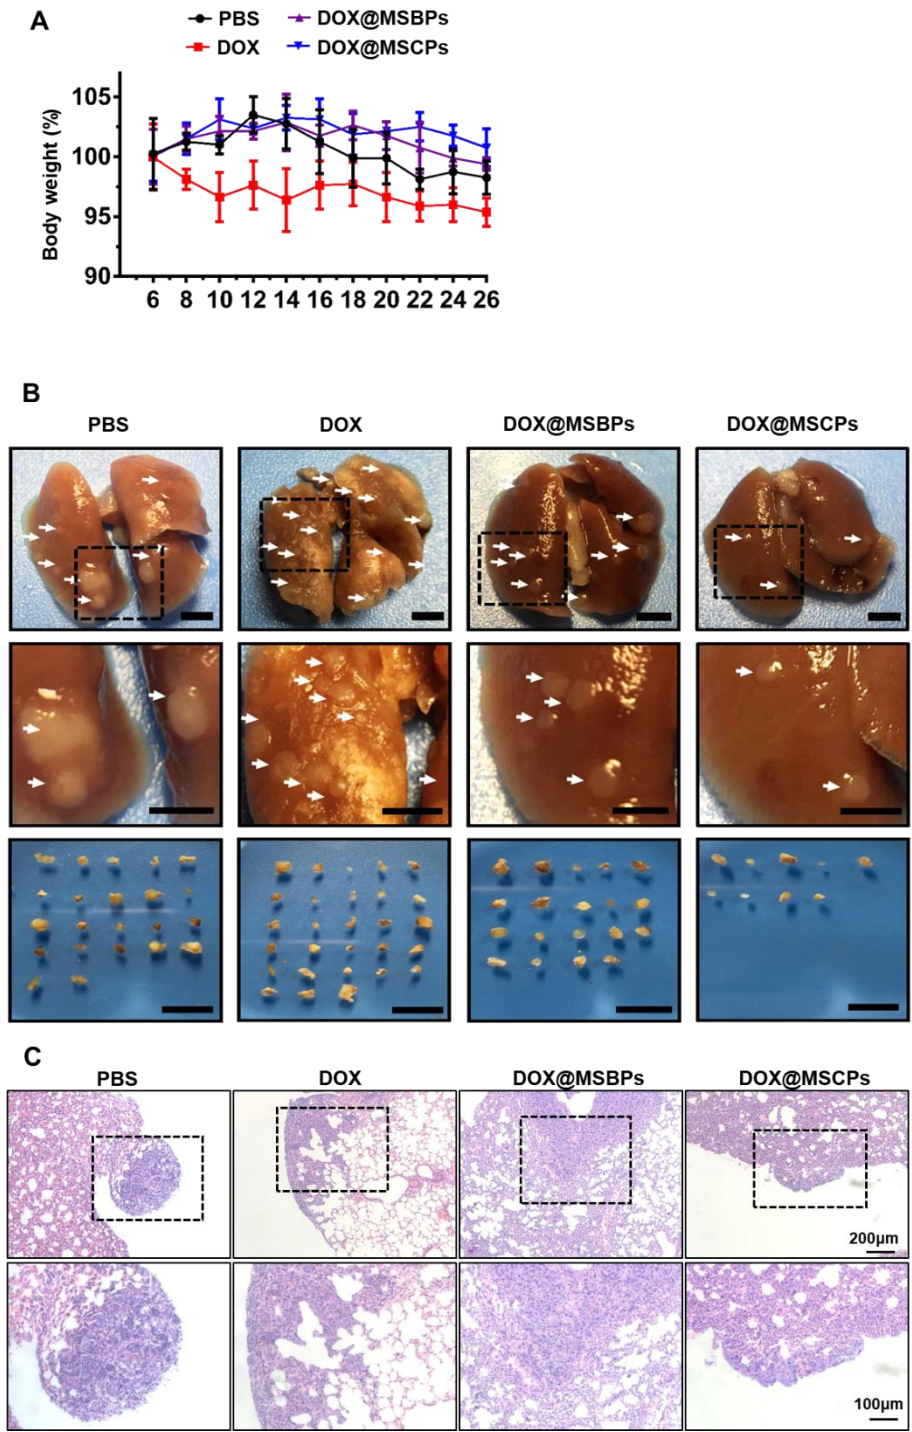 A
PBS DOX@MSBPs
DOX DOX@MSCPs
Body weight (%)
105
100
95
90
6 8 10 12 14 16 18 20 22 24 26
B
PBS DOX DOX@MSBPs DOX@MSCPs
C
PBS DOX DOX@MSBPs DOX@MSCPs
200μm
100μm